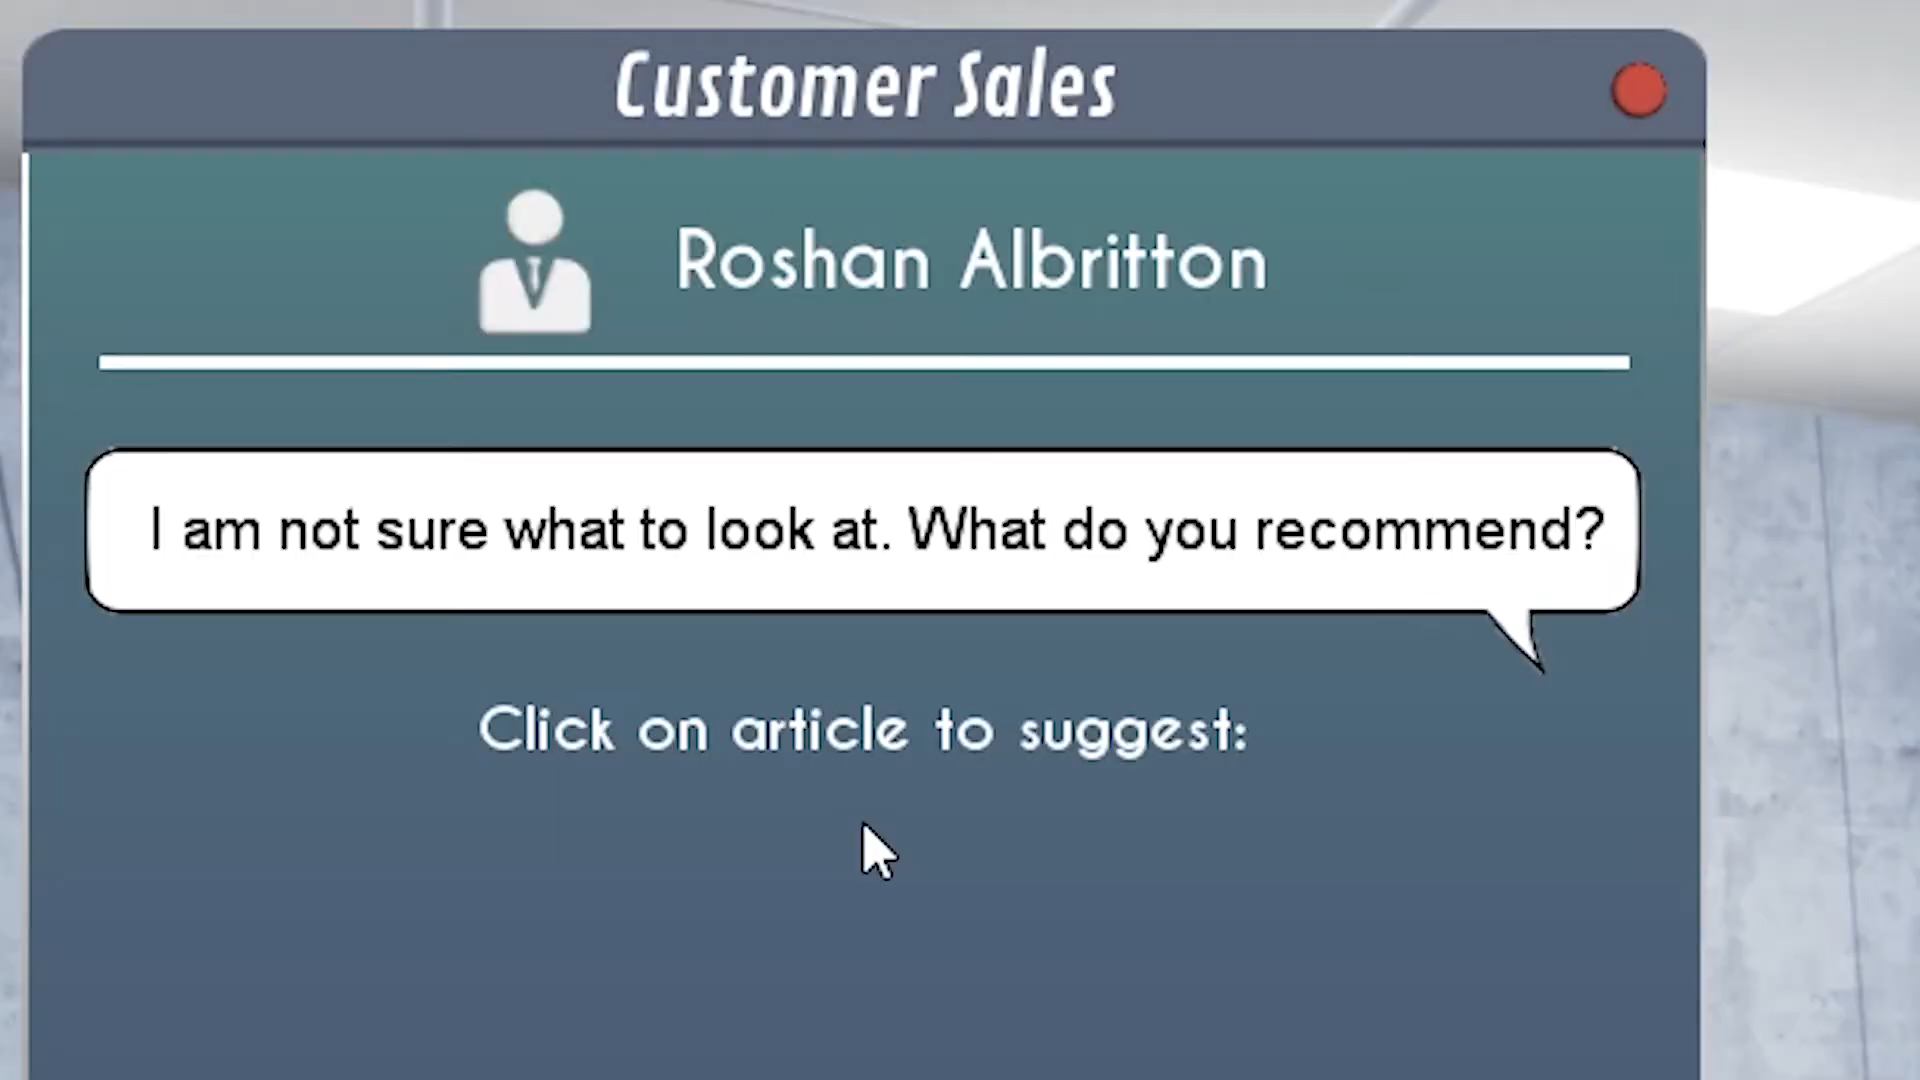 Customer Sales
Roshan Albritton
I am not sure what to look at. What do you recommend?
Click on article to suggest: